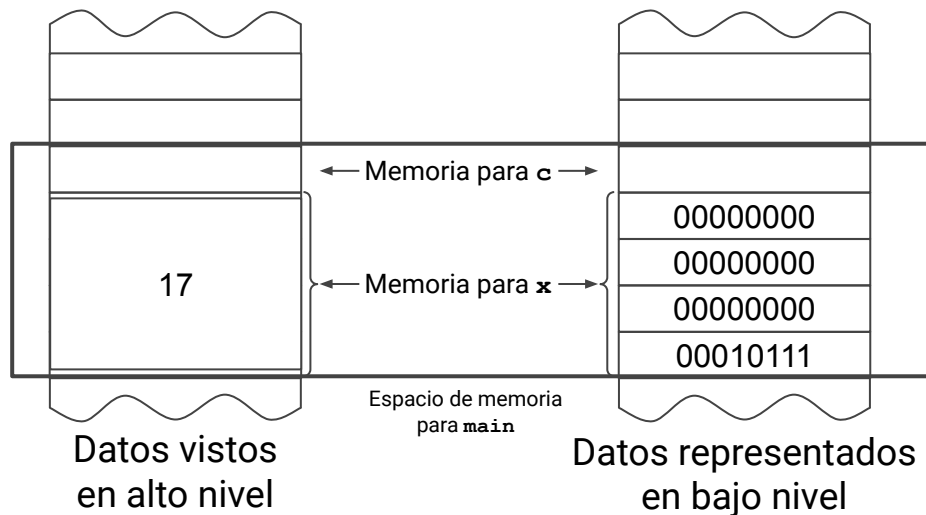 Memoria para c
00000000
00000000
17
Memoria para x
00000000
00010111
Espacio de memoria
para main
Datos vistos
en alto nivel
Datos representados
en bajo nivel